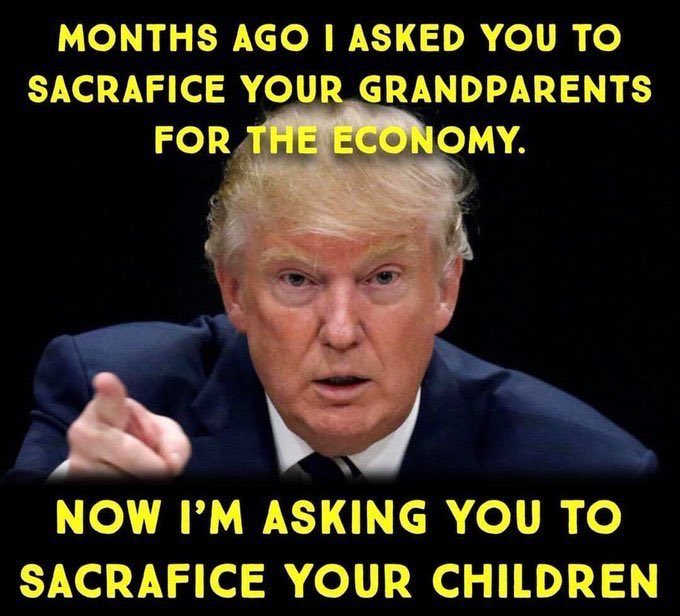 MONTHS AGO I ASKED YOU TO
SACRAFICE YOUR GRANDPARENTS
FOR THE ECONOMY.
NOW I'M ASKING YOU TO
SACRAFICE YOUR CHILDREN